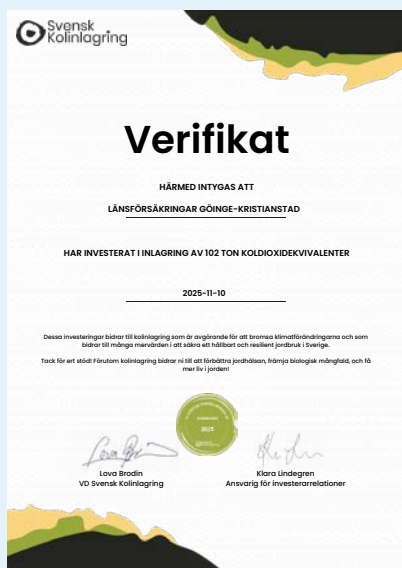 Svensk
Kolinlagring
Verifikat
HÄRMED INTYGAS ATT
LÄNSFÖRSÄKRINGAR GÖINGE-KRISTIANSTAD
HAR INVESTERAT I INLAGRING AV 102 TON KOLDIOXIDEKVIVALENTER
2025-11-10
Dessa investeringar bidrar till kolinlagring som är avgörande för att bromsa klimatförändringarna och som
bidrar till många mervärden i att säkra ett hållbart och resilient jordbruk i Sverige.
Tack för ert stöd! Förutom kolinlagring bidrar ni till att förbättra jordhälsan, främja biologisk mångfald, och få
mer liv i jorden!
2025
Lova Brodin
VD Svensk Kolinlagring
Klara Lindegren
Ansvarig för investerarrelationer